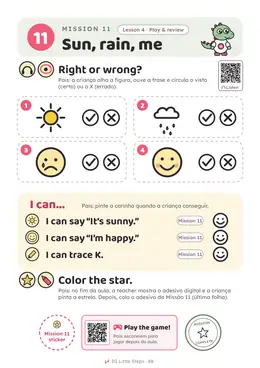 MISSION 11
Lesson 4 · Play & review
11
Sun, rain, me
Right or wrong?
Pais: a criança olha a figura, ouve a frase e circula o visto
(certo) ou o X (errado).
1
2
3
4
I can...
Pais: pinte a carinha quando a criança conseguir.
I can say “It’s sunny.”
Mission 11
I can say “I’m happy.”
Mission 11
I can trace K.
Mission 11
Color the star.
Pais: no fim da aula, a teacher mostra o adesivo digital e a criança
pinta a estrela. Depois, cola o adesivo da Missão 11 (última folha).
Mission 11
sticker
Play the game!
Pais: escaneiem para
jogar depois da aula.
COMPLETE